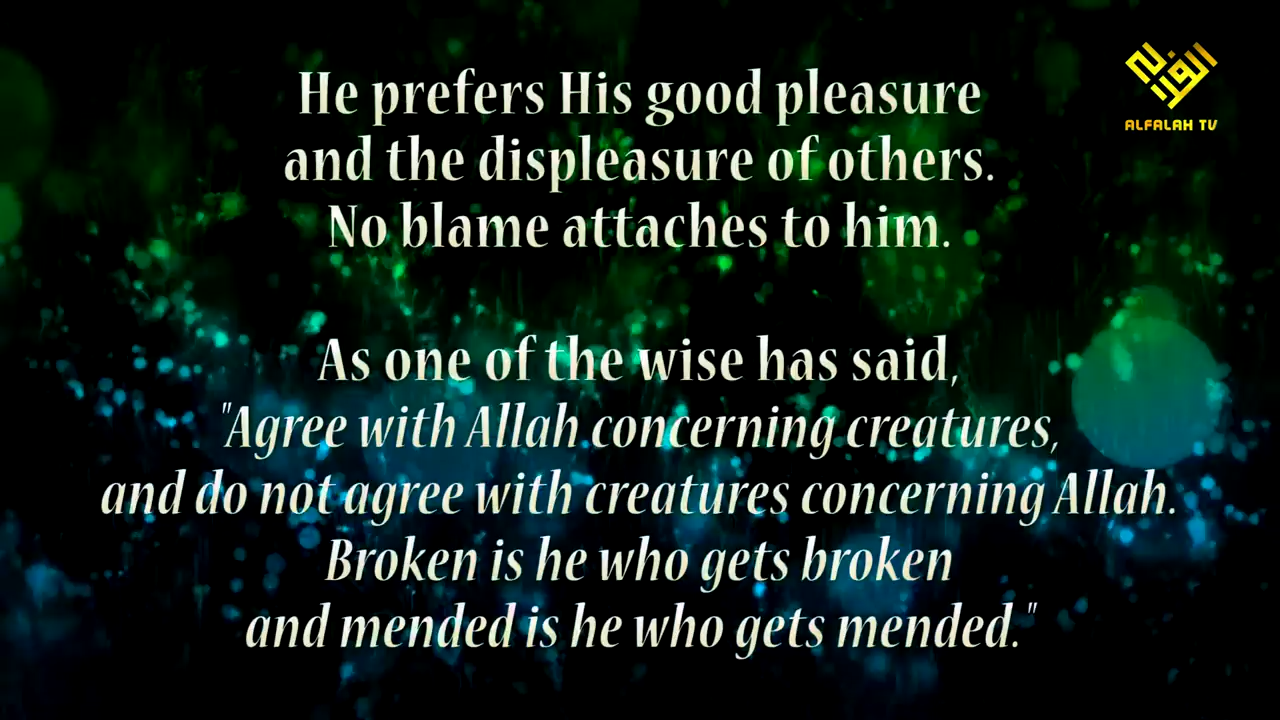 He prefers His good pleasure
and the displeasure of others.
No blame attaches to him.
As one of the wise has said,
"Agree with Allah concerning creatures,
and do not agree with creatures concerning Allah.
Broken is he who gets broken
and mended is he who gets mended."
الفلاح
ALFALAH TV